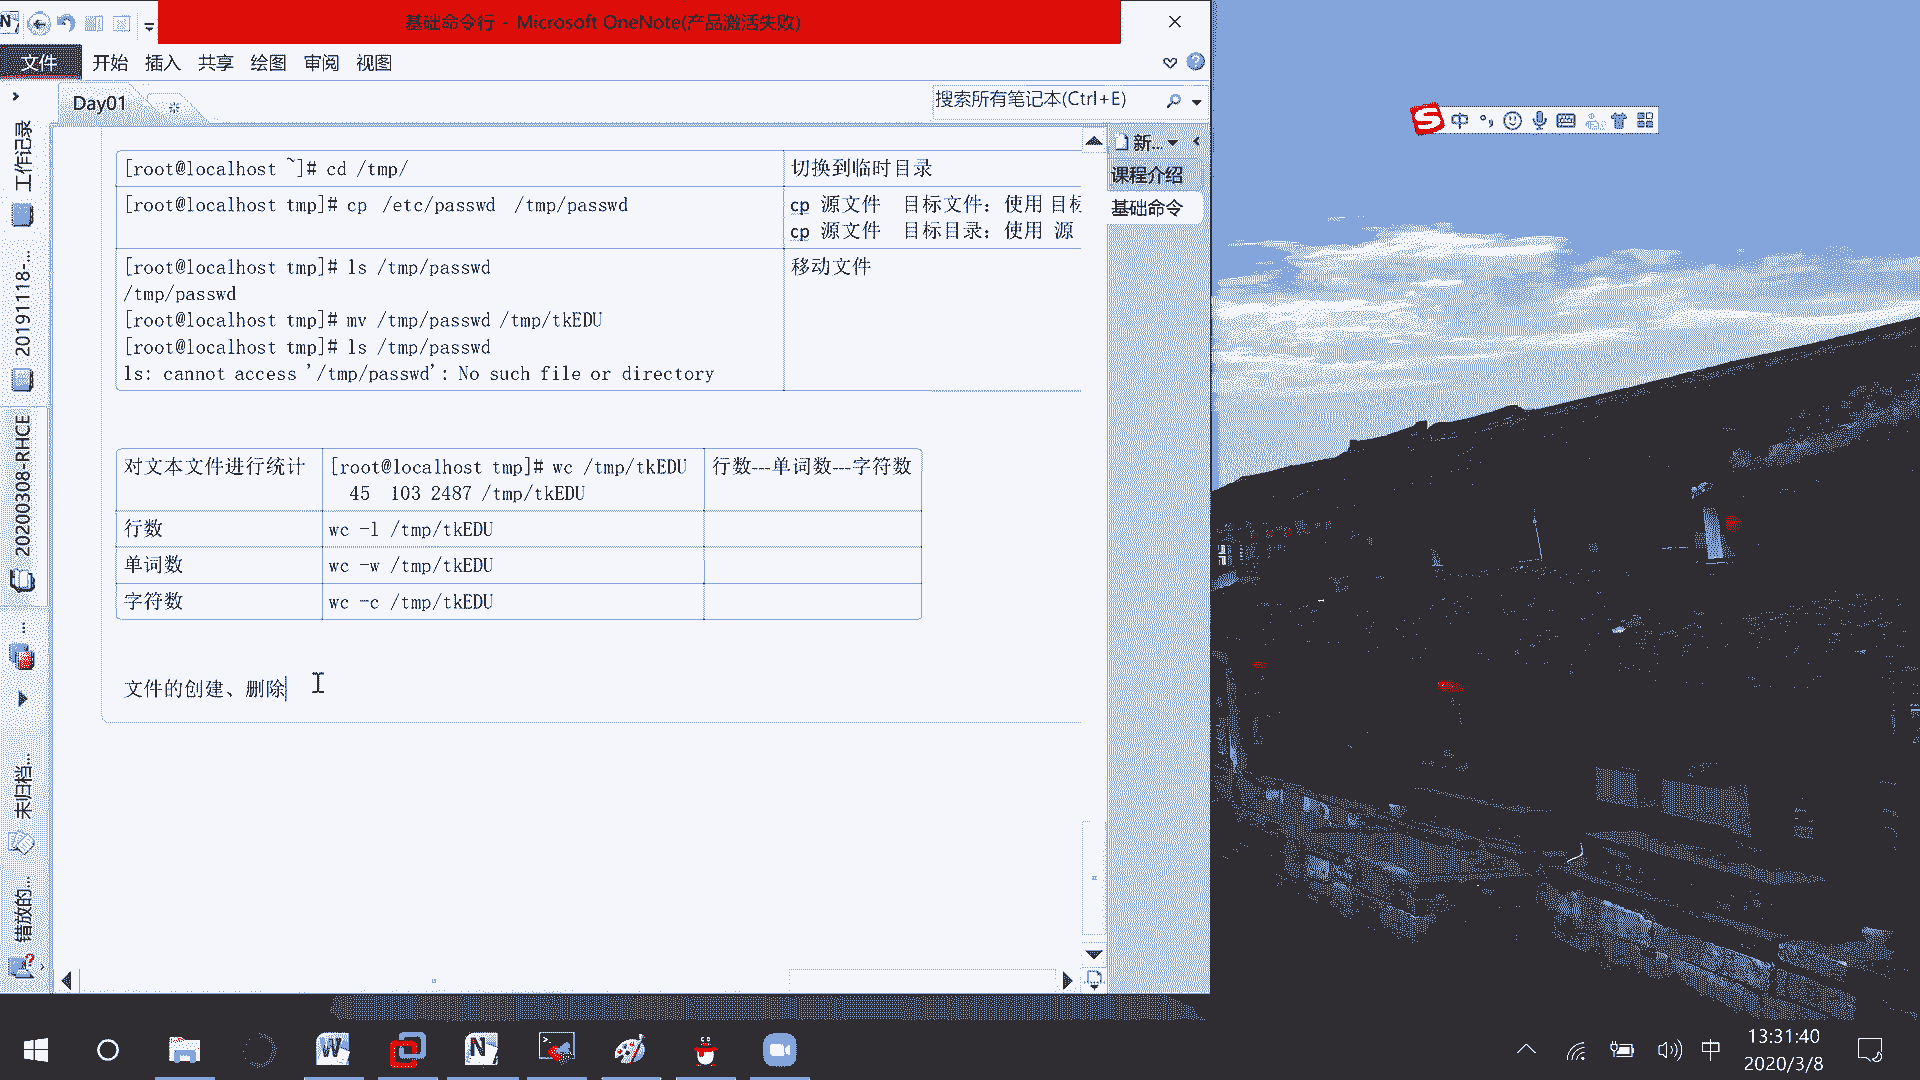 基础命令行 - Microsoft OneNote(产品激活失败)
文件 开始 插入 共享 绘图 审阅 视图
Day01
搜索所有笔记本(Ctrl+E)
工作记录
20191118-...
20200308-RHCE
...
未归档...
错放的...
新...
课程介绍
基础命令
[root@localhost ~]# cd /tmp/ 切换到临时目录
[root@localhost tmp]# cp /etc/passwd /tmp/passwd
cp 源文件 目标文件：使用 目标
cp 源文件 目标目录：使用 源
[root@localhost tmp]# ls /tmp/passwd 移动文件
/tmp/passwd
[root@localhost tmp]# mv /tmp/passwd /tmp/tkEDU
[root@localhost tmp]# ls /tmp/passwd
ls: cannot access '/tmp/passwd': No such file or directory
对文本文件进行统计 [root@localhost tmp]# wc /tmp/tkEDU 行数---单词数---字符数
45 103 2487 /tmp/tkEDU
行数 wc -l /tmp/tkEDU
单词数 wc -w /tmp/tkEDU
字符数 wc -c /tmp/tkEDU
文件的创建、删除
中
中
13:31:40
2020/3/8